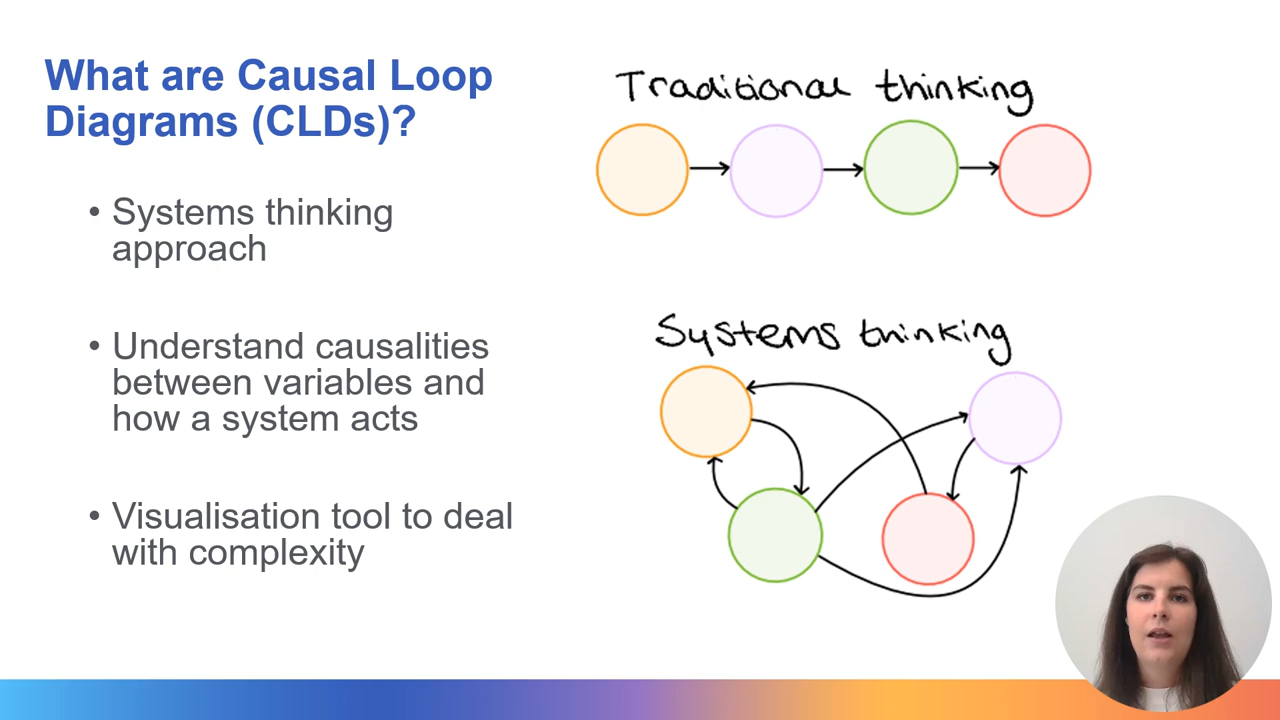 What are Causal Loop
Diagrams (CLDs)?
• Systems thinking
approach
• Understand causalities
between variables and
how a system acts
• Visualisation tool to deal
with complexity
Traditional thinking
Systems thinking